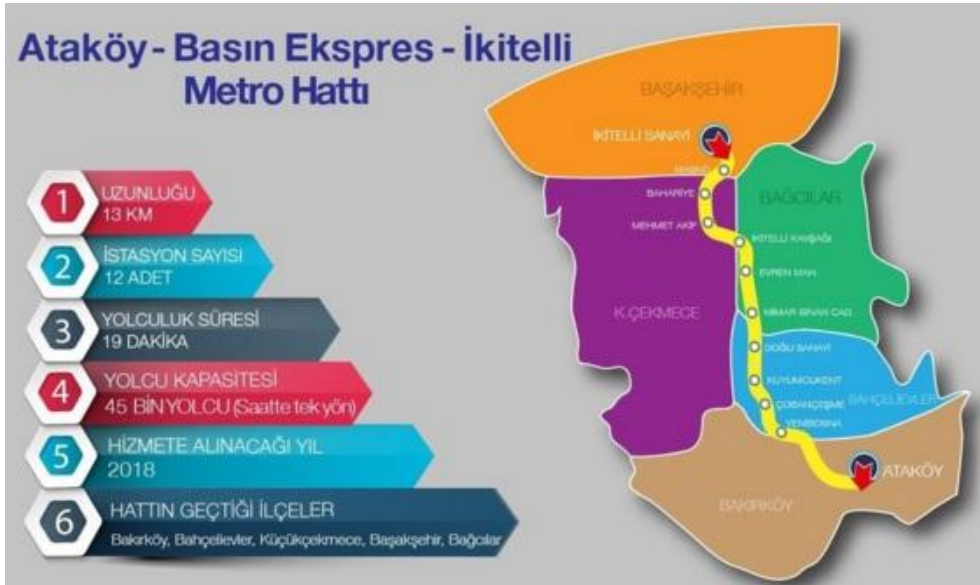 Ataköy - Basın Ekspres - İkitelli
Metro Hattı
1
UZUNLUĞU
13 KM
2
İSTASYON SAYISI
12 ADET
3
YOLCULUK SÜRESİ
19 DAKİKA
4
YOLCU KAPASİTESİ
45 BİN YOLCU (Saatte tek yön)
5
HİZMETE ALINACAĞI YIL
2018
6
HATTIN GEÇTİĞİ İLÇELER
Bakırköy, Bahçelievler, Küçükçekmece, Başakşehir, Bağcılar
BAŞAKŞEHİR
İKİTELLİ SANAYİ
BAHARİYE
BAĞCILAR
MEHMET AKİF
İKİTELLİ KAVŞAĞI
EVREN MAH.
K.ÇEKMECE
MİMAR SİNAN CAD.
DOĞU SANAYİ
KUYUMCUKENT
BAHÇELİEVLER
ÇOBANÇEŞME
YENİBOSNA
ATAKÖY
BAKIRKÖY